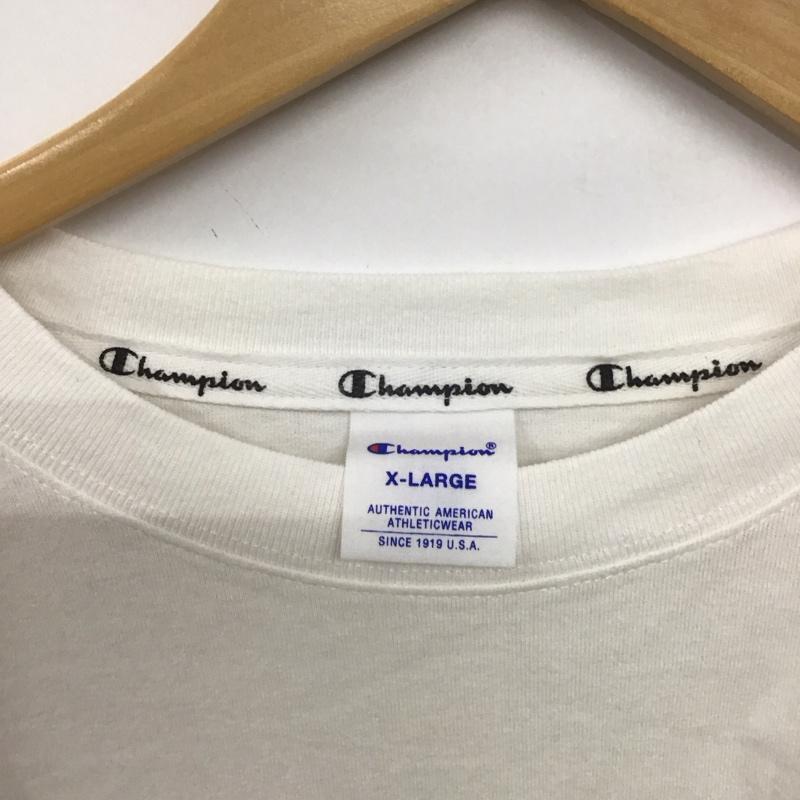 Champion Champion Champion
Champion®
X-LARGE
AUTHENTIC AMERICAN
ATHLETICWEAR
SINCE 1919 U.S.A.